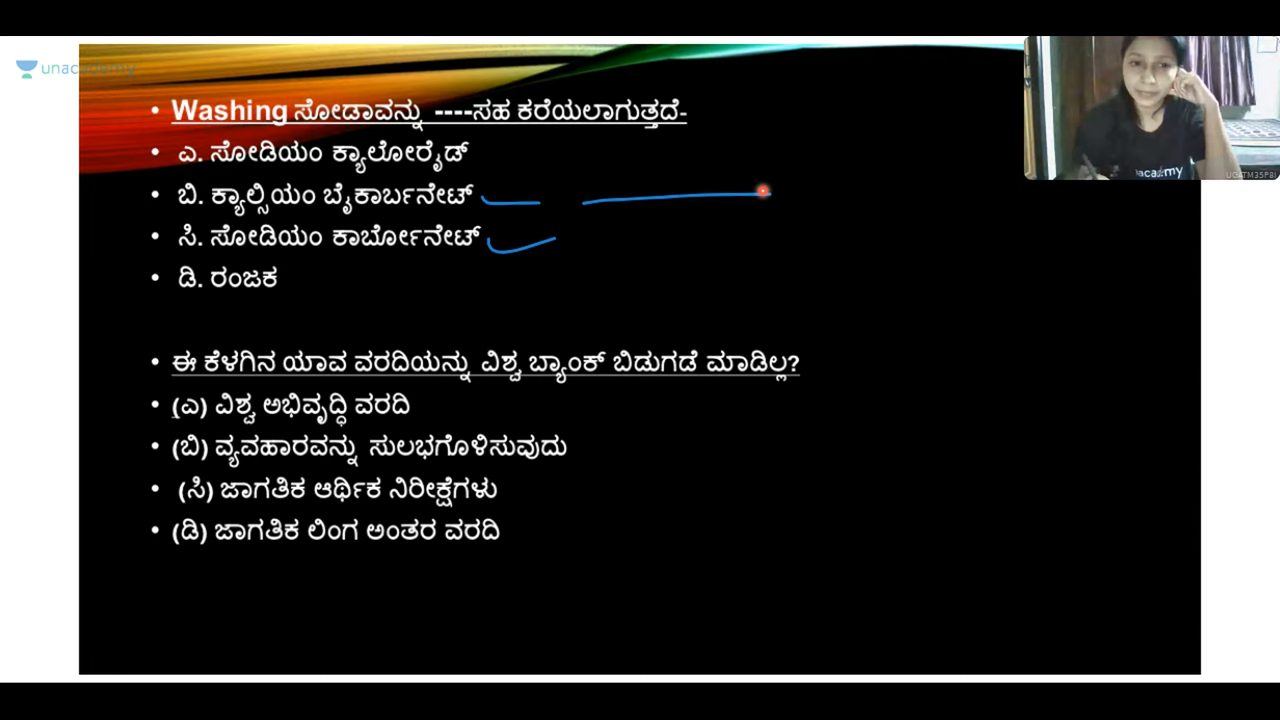 unacademy
Washing ಸೋಡಾವನ್ನು ----ಸಹ ಕರೆಯಲಾಗುತ್ತದೆ-
ಎ. ಸೋಡಿಯಂ ಕ್ಯಾಲೋರೈಡ್
ಬಿ. ಕ್ಯಾಲ್ಸಿಯಂ ಬೈಕಾರ್ಬನೇಟ್
ಸಿ. ಸೋಡಿಯಂ ಕಾರ್ಬೋನೇಟ್
ಡಿ. ರಂಜಕ
ಈ ಕೆಳಗಿನ ಯಾವ ವರದಿಯನ್ನು ವಿಶ್ವ ಬ್ಯಾಂಕ್ ಬಿಡುಗಡೆ ಮಾಡಿಲ್ಲ?
(ಎ) ವಿಶ್ವ ಅಭಿವೃದ್ಧಿ ವರದಿ
(ಬಿ) ವ್ಯವಹಾರವನ್ನು ಸುಲಭಗೊಳಿಸುವುದು
(ಸಿ) ಜಾಗತಿಕ ಆರ್ಥಿಕ ನಿರೀಕ್ಷೆಗಳು
(ಡಿ) ಜಾಗತಿಕ ಲಿಂಗ ಅಂತರ ವರದಿ